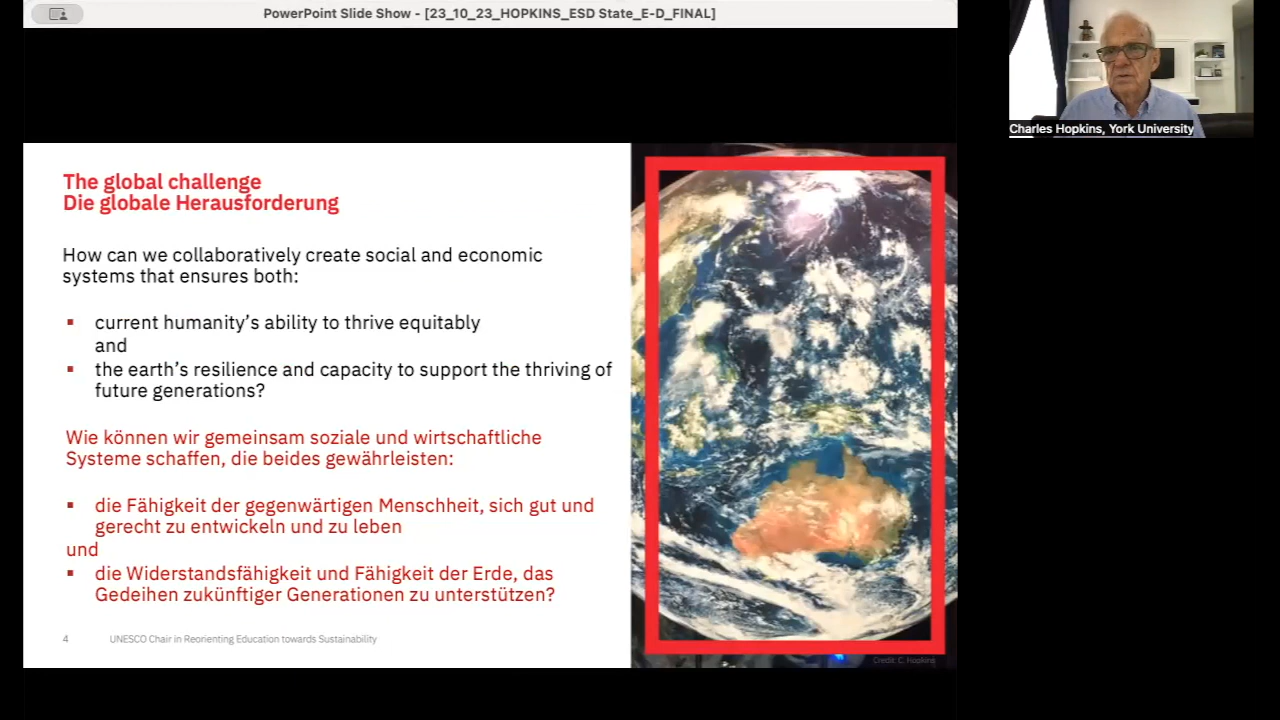 PowerPoint Slide Show - [23_10_23_HOPKINS_ESD State_E-D_FINAL]
Charles Hopkins, York University
The global challenge
Die globale Herausforderung
How can we collaboratively create social and economic
systems that ensures both:
▪ current humanity's ability to thrive equitably
and
▪ the earth's resilience and capacity to support the thriving of
future generations?
Wie können wir gemeinsam soziale und wirtschaftliche
Systeme schaffen, die beides gewährleisten:
▪ die Fähigkeit der gegenwärtigen Menschheit, sich gut und
gerecht zu entwickeln und zu leben
und
▪ die Widerstandsfähigkeit und Fähigkeit der Erde, das
Gedeihen zukünftiger Generationen zu unterstützen?
4 UNESCO Chair in Reorienting Education towards Sustainability
Credit: C. Hopkins